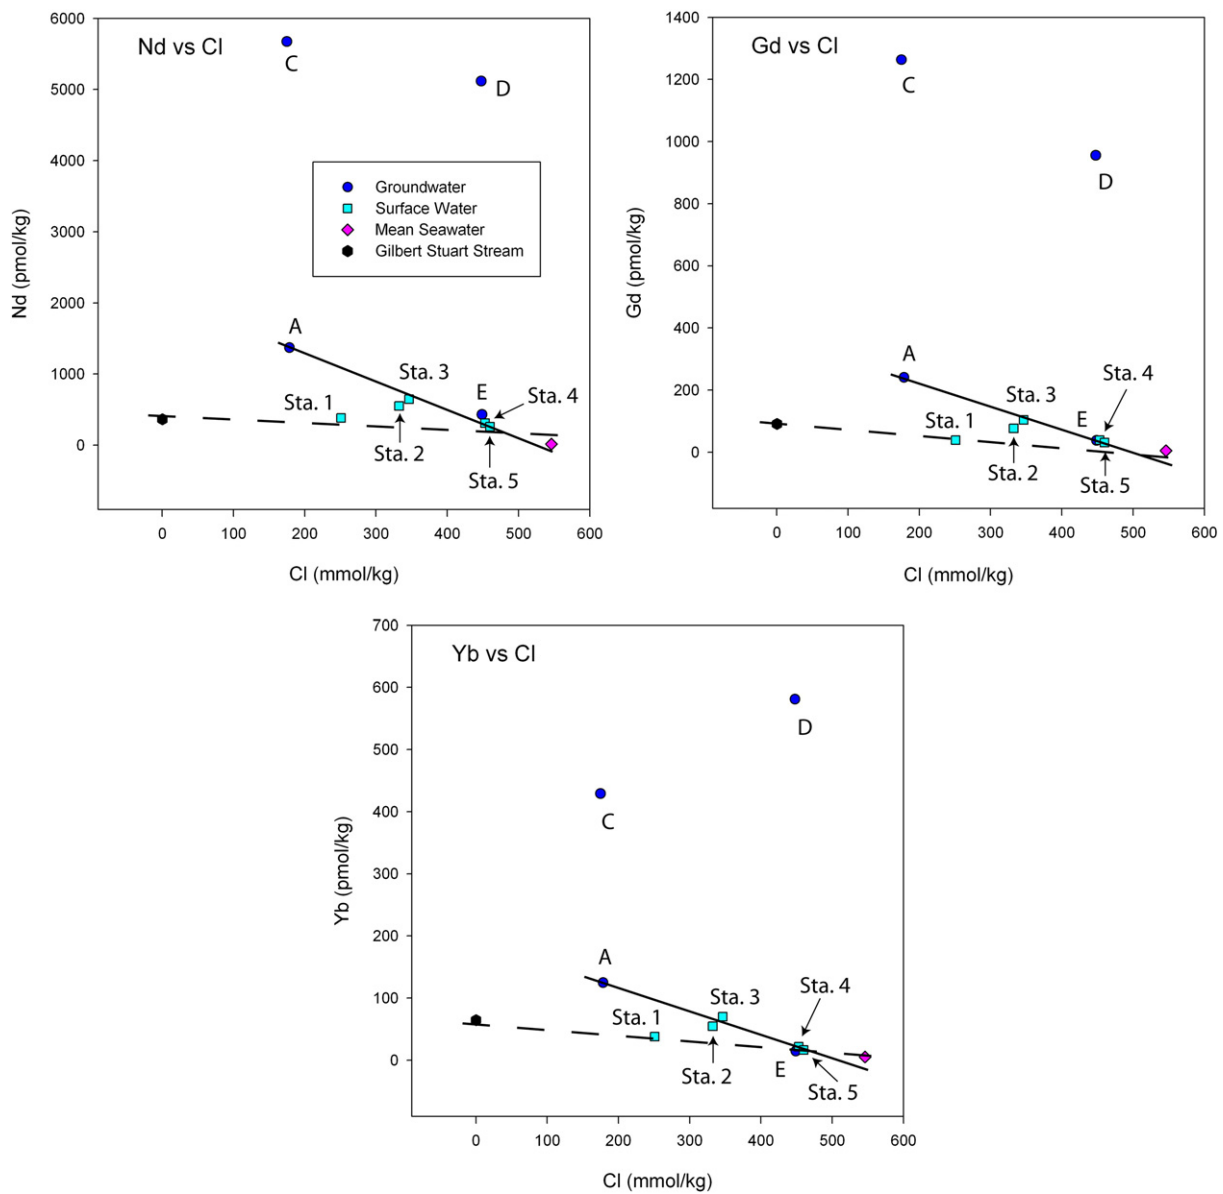 Nd vs Cl
Nd (pmol/kg)
6000
5000
4000
3000
2000
1000
0
C
D
Groundwater
Surface Water
Mean Seawater
Gilbert Stuart Stream
A
Sta. 3
Sta. 1
E
Sta. 4
Sta. 2
Sta. 5
0 100 200 300 400 500 600
Cl (mmol/kg)
Gd vs Cl
Gd (pmol/kg)
1400
1200
1000
800
600
400
200
0
C
D
A
Sta. 4
Sta. 3
Sta. 1
E
Sta. 2
Sta. 5
0 100 200 300 400 500 600
Cl (mmol/kg)
Yb vs Cl
Yb (pmol/kg)
700
600
500
400
300
200
100
0
D
C
A
Sta. 4
Sta. 3
Sta. 1
Sta. 2
E
Sta. 5
0 100 200 300 400 500 600
Cl (mmol/kg)